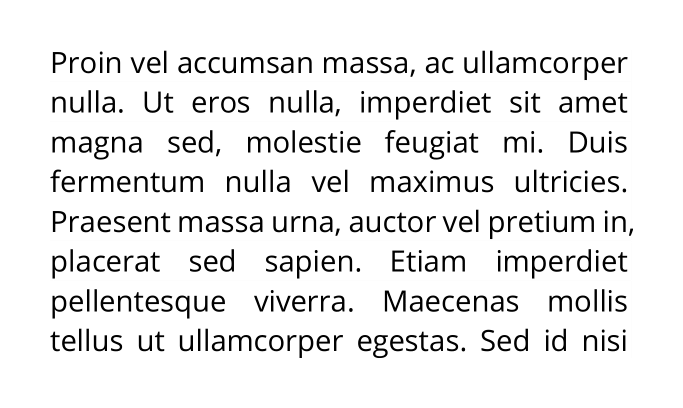 Proin vel accumsan massa, ac ullamcorper
nulla. Ut eros nulla, imperdiet sit amet
magna sed, molestie feugiat mi. Duis
fermentum nulla vel maximus ultricies.
Praesent massa urna, auctor vel pretium in,
placerat sed sapien. Etiam imperdiet
pellentesque viverra. Maecenas mollis
tellus ut ullamcorper egestas. Sed id nisi